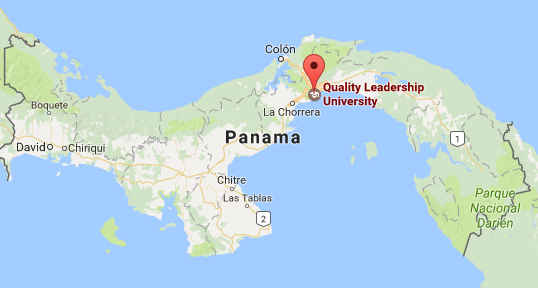 Colón
Quality Leadership
University
Boquete
La Chorrera
Panama
1
David
Chiriquí
Chitre
Las Tablas
2
Parque
Nacional
Darién